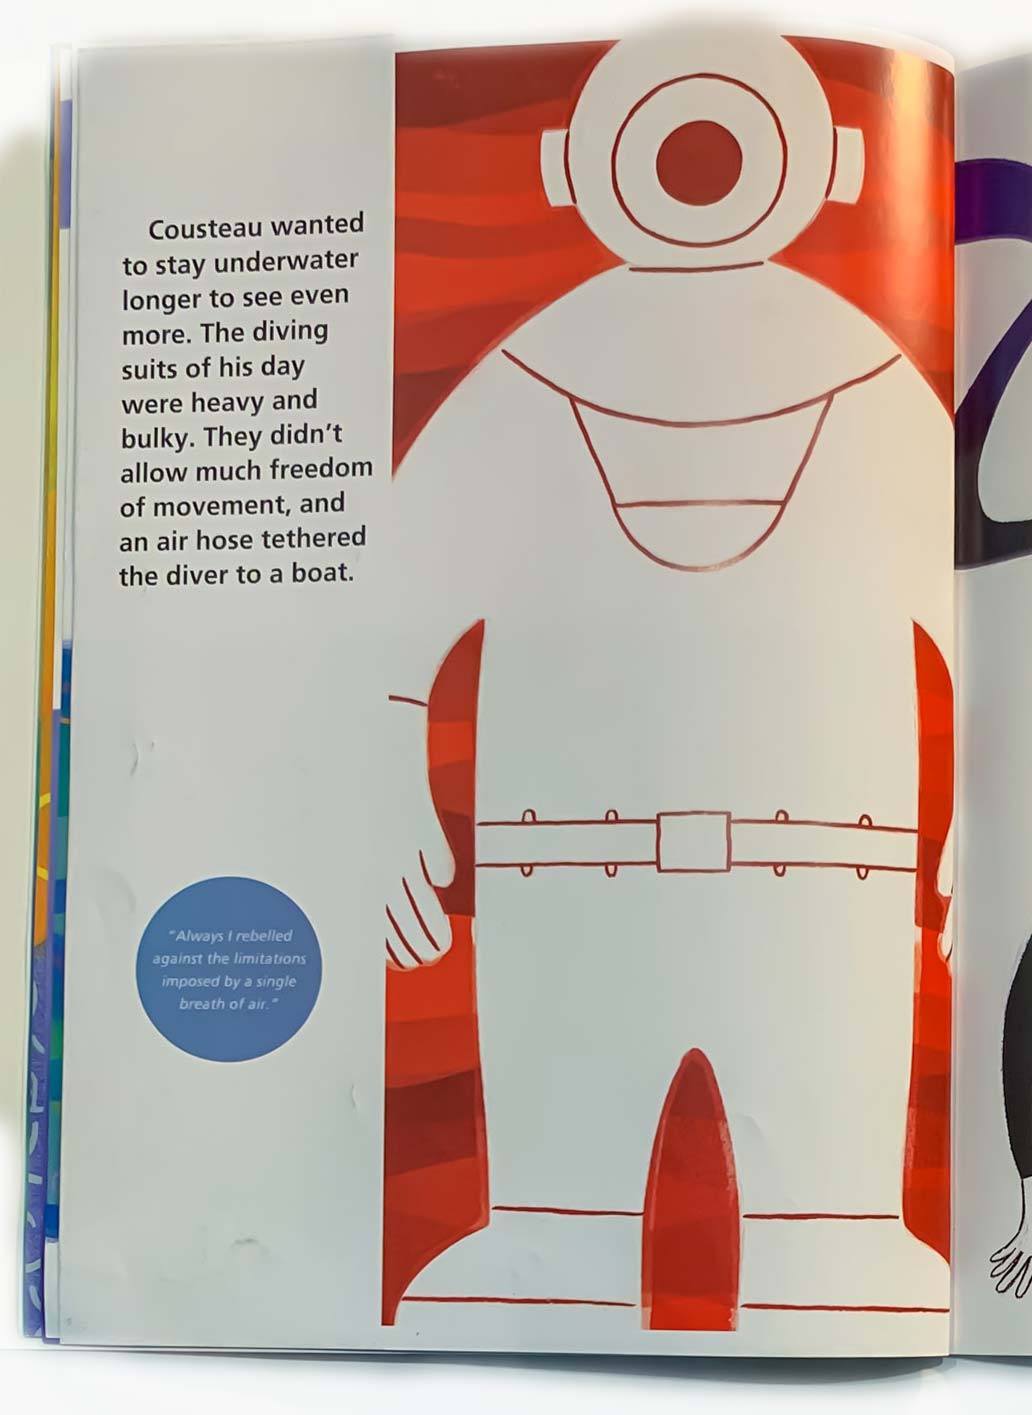 Cousteau wanted
to stay underwater
longer to see even
more. The diving
suits of his day
were heavy and
bulky. They didn't
allow much freedom
of movement, and
an air hose tethered
the diver to a boat.
"Always I rebelled
against the limitations
imposed by a single
breath of air."